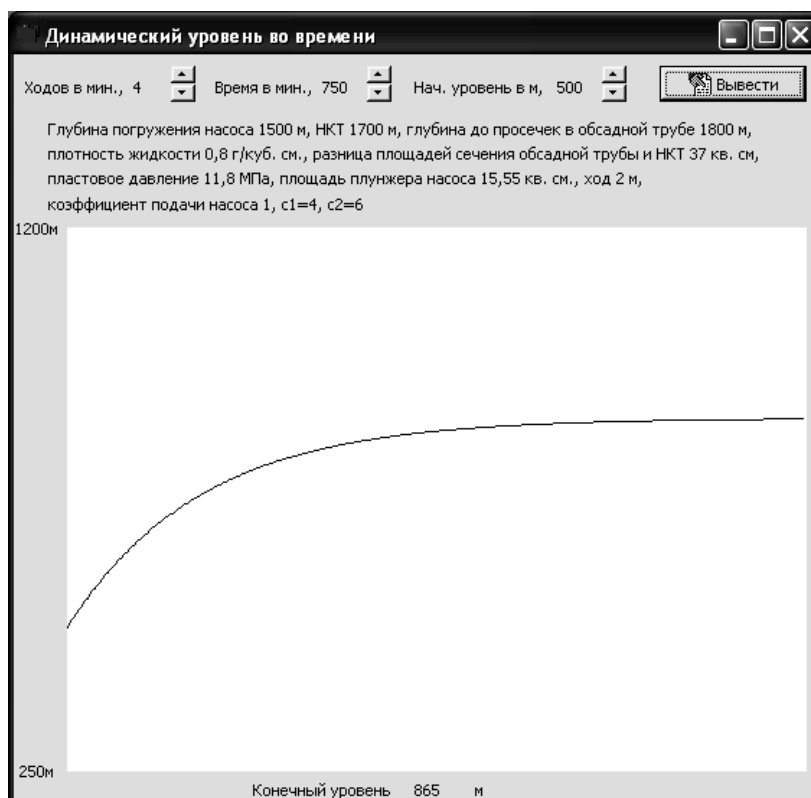 Динамический уровень во времени
Ходов в мин., 4 Время в мин., 750 Нач. уровень в м, 500 Вывести
Глубина погружения насоса 1500 м, НКТ 1700 м, глубина до просечек в обсадной трубе 1800 м,
плотность жидкости 0,8 г/куб. см., разница площадей сечения обсадной трубы и НКТ 37 кв. см,
пластовое давление 11,8 МПа, площадь плунжера насоса 15,55 кв. см., ход 2 м,
коэффициент подачи насоса 1, с1=4, с2=6
1200м
250м
Конечный уровень 865 м